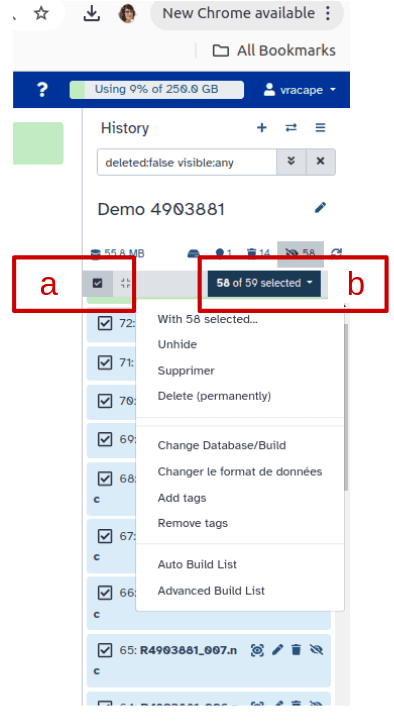 New Chrome available
All Bookmarks
? Using 9% of 250.0 GB vracape
History
deleted:false visible:any
Demo 4903881
55.8 MB 1 14 58
a 58 of 59 selected b
72:
With 58 selected...
Unhide
71:
Supprimer
70:
Delete (permanently)
69:
Change Database/Build
68:
Changer le format de données
c
Add tags
Remove tags
67:
c
Auto Build List
66:
Advanced Build List
c
65: R4903881_007.n
c